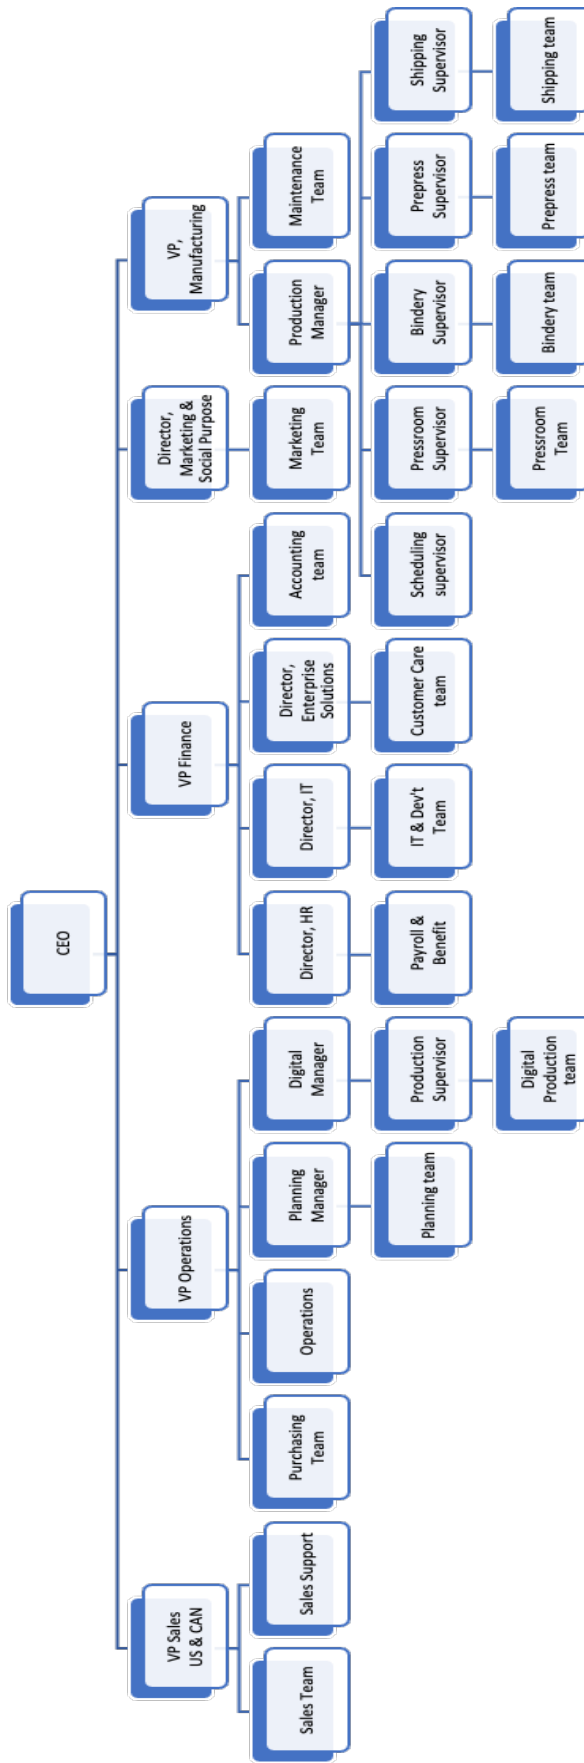 CEO
VP Sales
US & CAN
VP Operations
VP Finance
Director,
Marketing &
Social Purpose
VP,
Manufacturing
Sales Team
Sales Support
Purchasing
Team
Operations
Planning
Manager
Digital
Manager
Director, HR
Director, IT
Director,
Enterprise
Solutions
Accounting
team
Marketing
Team
Production
Manager
Maintenance
Team
Planning team
Production
Supervisor
Payroll &
Benefit
IT & Dev't
Team
Customer Care
team
Scheduling
supervisor
Pressroom
Supervisor
Bindery
Supervisor
Prepress
Supervisor
Shipping
Supervisor
Digital
Production
team
Pressroom
Team
Bindery team
Prepress team
Shipping team